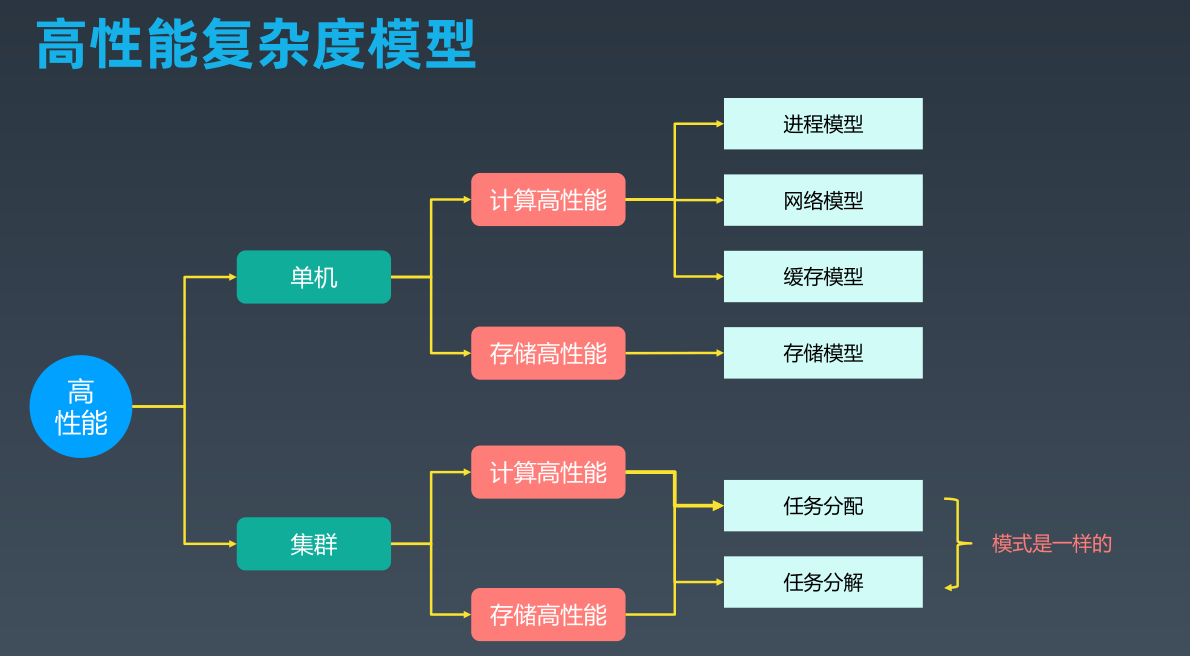 高性能复杂度模型
高
性能
单机
集群
计算高性能
存储高性能
计算高性能
存储高性能
进程模型
网络模型
缓存模型
存储模型
任务分配
任务分解
模式是一样的